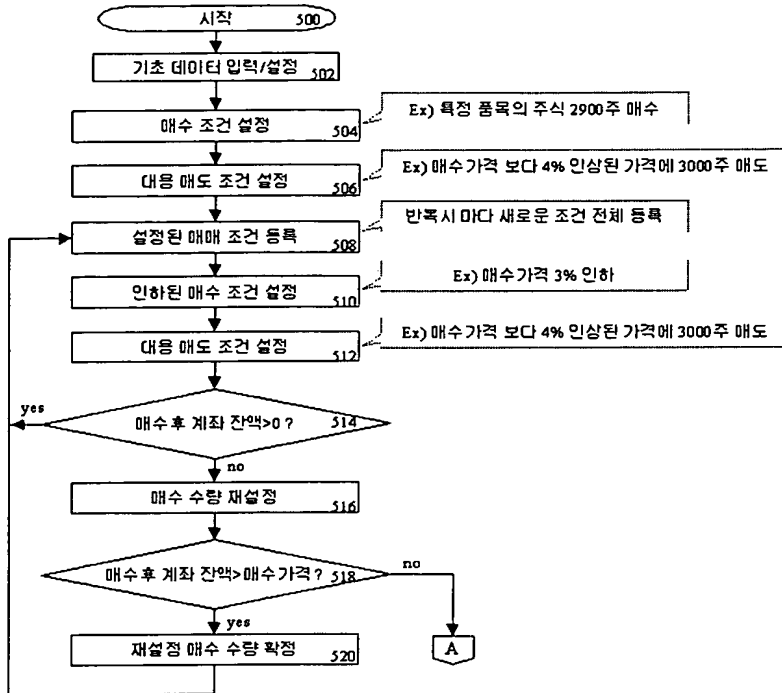 시작 500
기초 데이터 입력/설정 502
매수 조건 설정 504
Ex) 특정 품목의 주식 2900주 매수
대응 매도 조건 설정 506
Ex) 매수가격 보다 4% 인상된 가격에 3000주 매도
설정된 매매 조건 등록 508
반복시 마다 새로운 조건 전체 등록
인하된 매수 조건 설정 510
Ex) 매수가격 3% 인하
대응 매도 조건 설정 512
Ex) 매수가격 보다 4% 인상된 가격에 3000주 매도
yes
매수후 계좌 잔액>0 ? 514
no
매수 수량 재설정 516
매수후 계좌 잔액>매수가격 ? 518
no
yes
재설정 매수 수량 확정 520
A